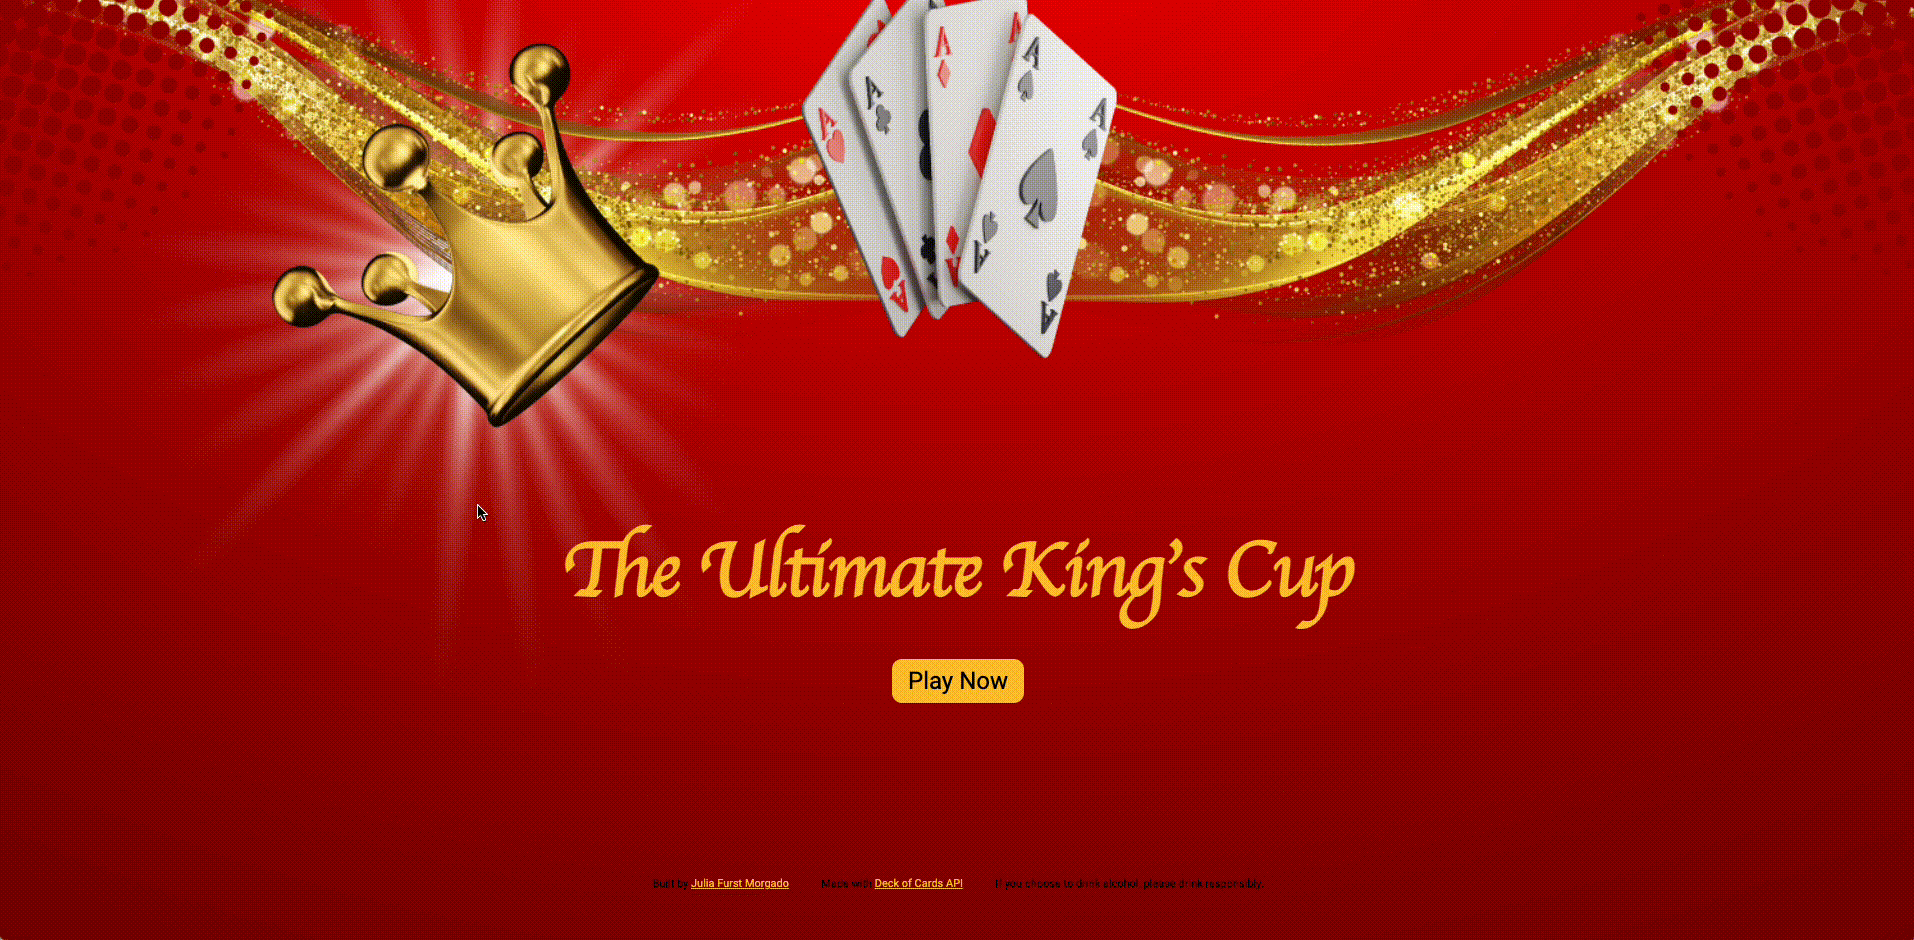 A A A A
A A
A A A A
The Ultimate King's Cup
Play Now
Built by Julia Furst Morgado Made with Deck of Cards API If you choose to drink alcohol, please drink responsibly.